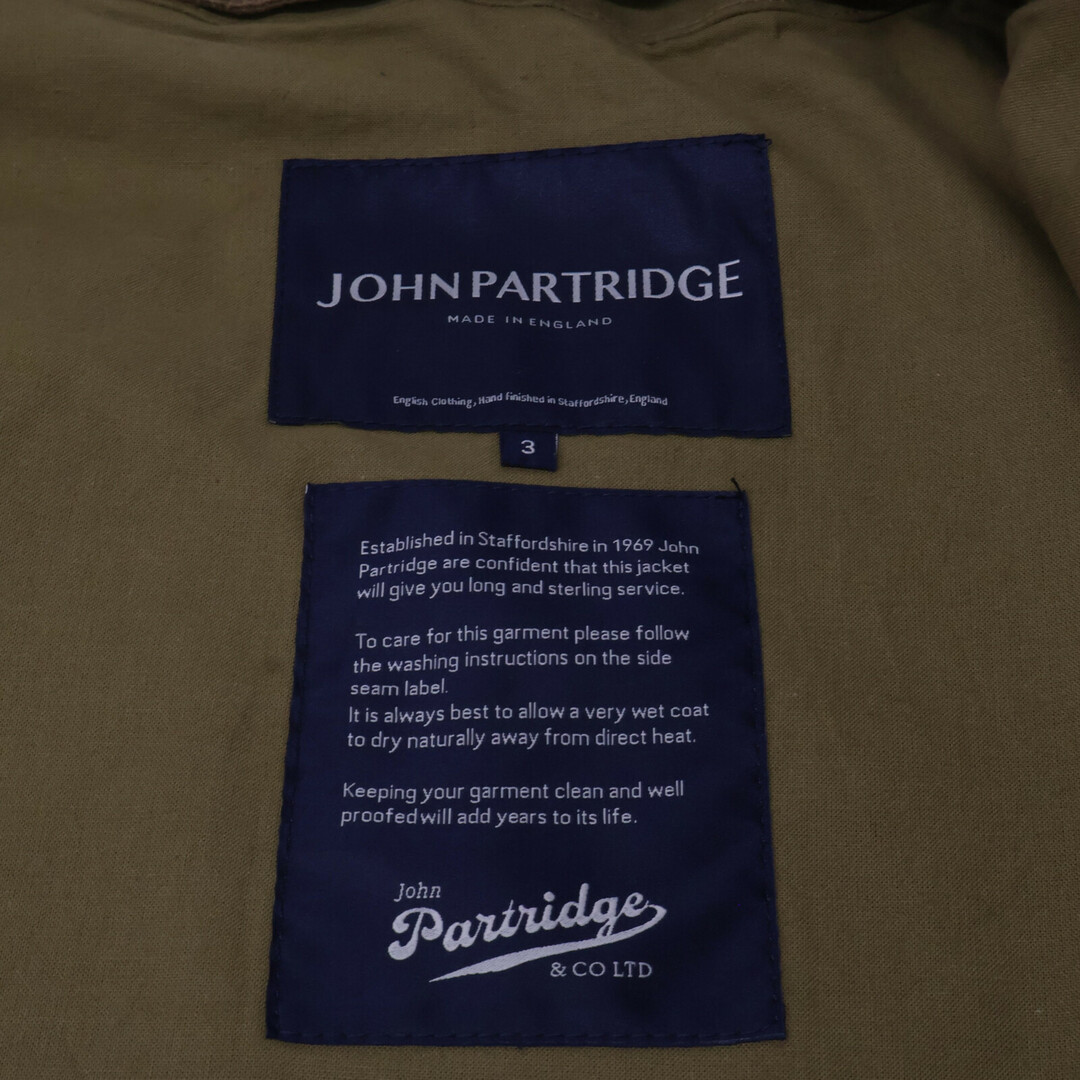 JOHN PARTRIDGE
MADE IN ENGLAND
English Clothing, Hand finished in Staffordshire, England
3
Established in Staffordshire in 1969 John
Partridge are confident that this jacket
will give you long and sterling service.
To care for this garment please follow
the washing instructions on the side
seam label.
It is always best to allow a very wet coat
to dry naturally away from direct heat.
Keeping your garment clean and well
proofed will add years to its life.
John
Partridge
& CO LTD